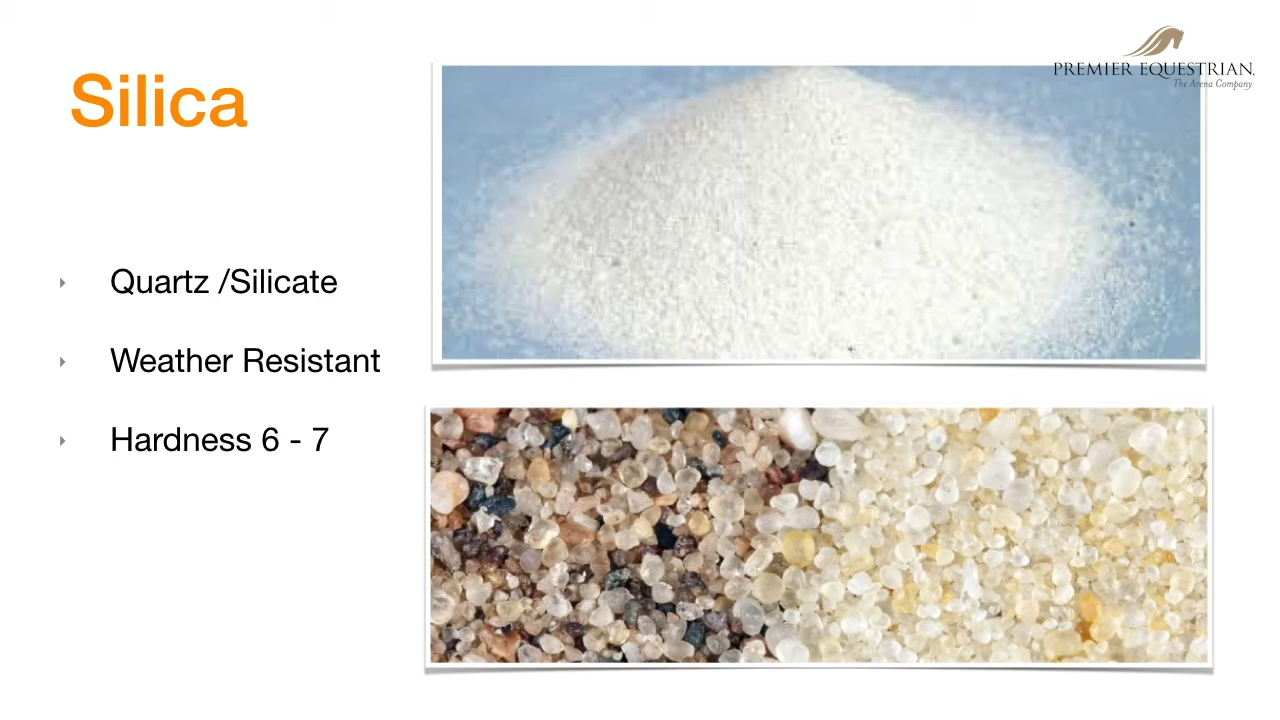 Silica
PREMIER EQUESTRIAN.
The Arena Company
Quartz /Silicate
Weather Resistant
Hardness 6 - 7